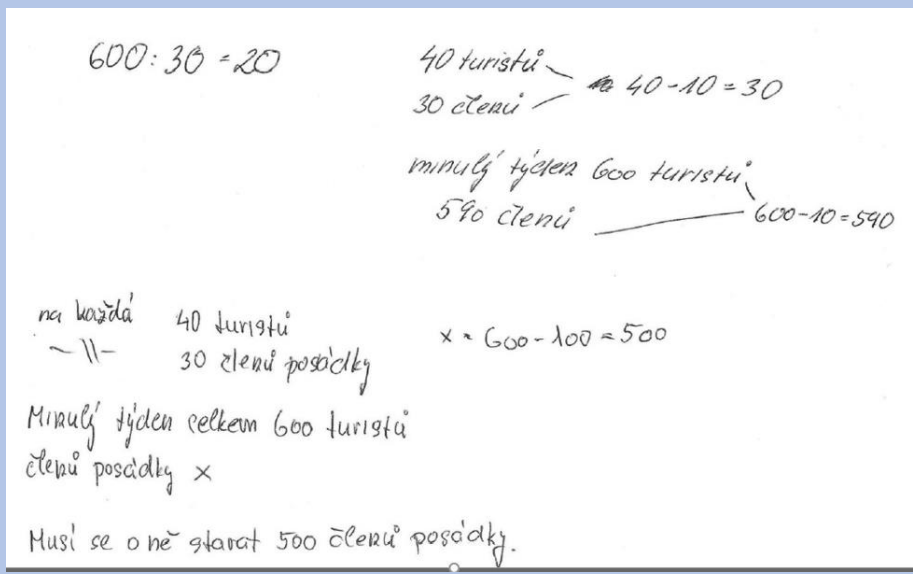 600 : 30 = 20
40 turistů
30 členů
40 - 10 = 30
minulý týden 600 turistů
590 členů
600 - 10 = 590
na každá 40 turistů
-||- 30 členů posádky
x = 600 - 100 = 500
Minulý týden celkem 600 turistů
členů posádky x
Musí se o ně starat 500 členů posádky.